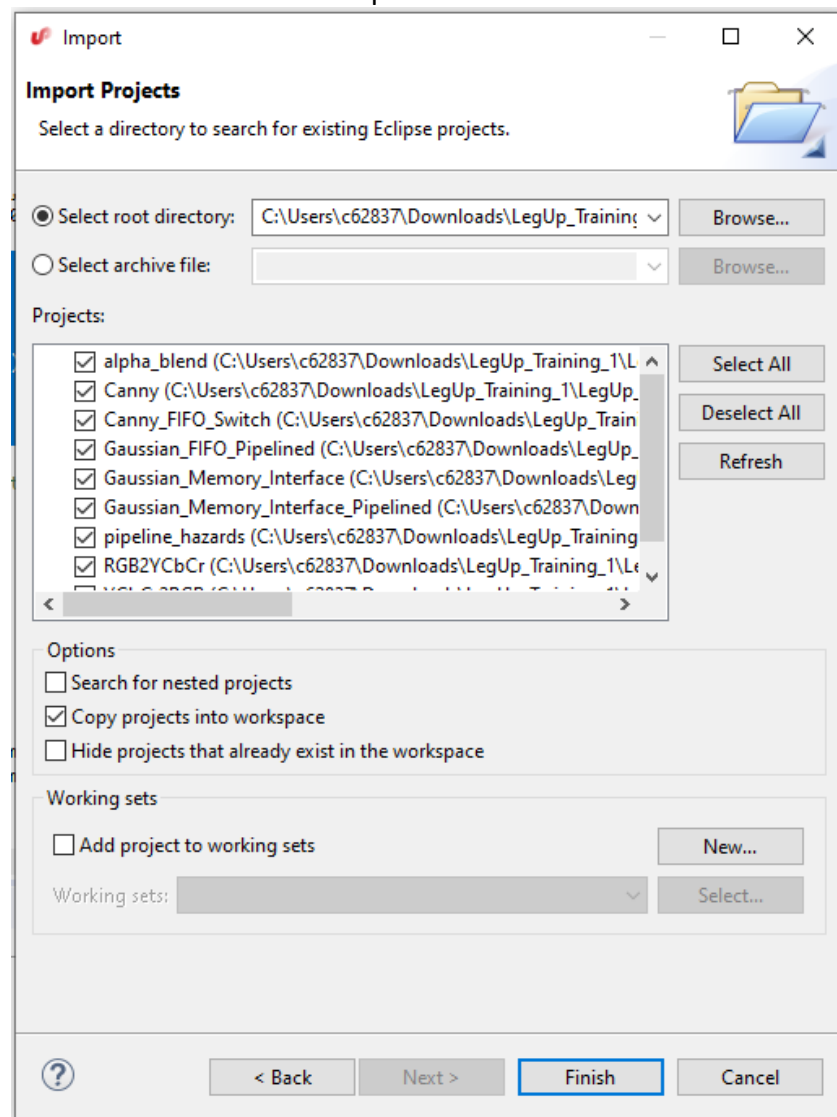 Import
Import Projects
Select a directory to search for existing Eclipse projects.
Select root directory: C:\Users\c62837\Downloads\LegUp_Training Browse...
Select archive file: Browse...
Projects:
alpha_blend (C:\Users\c62837\Downloads\LegUp_Training_1\L Select All
Canny (C:\Users\c62837\Downloads\LegUp_Training_1\LegUp_
Canny_FIFO_Switch (C:\Users\c62837\Downloads\LegUp_Train Deselect All
Gaussian_FIFO_Pipelined (C:\Users\c62837\Downloads\LegUp_
Gaussian_Memory_Interface (C:\Users\c62837\Downloads\Leg Refresh
Gaussian_Memory_Interface_Pipelined (C:\Users\c62837\Down
pipeline_hazards (C:\Users\c62837\Downloads\LegUp_Training
RGB2YCbCr (C:\Users\c62837\Downloads\LegUp_Training_1\Le
Options
Search for nested projects
Copy projects into workspace
Hide projects that already exist in the workspace
Working sets
Add project to working sets New...
Working sets: Select...
? < Back Next > Finish Cancel